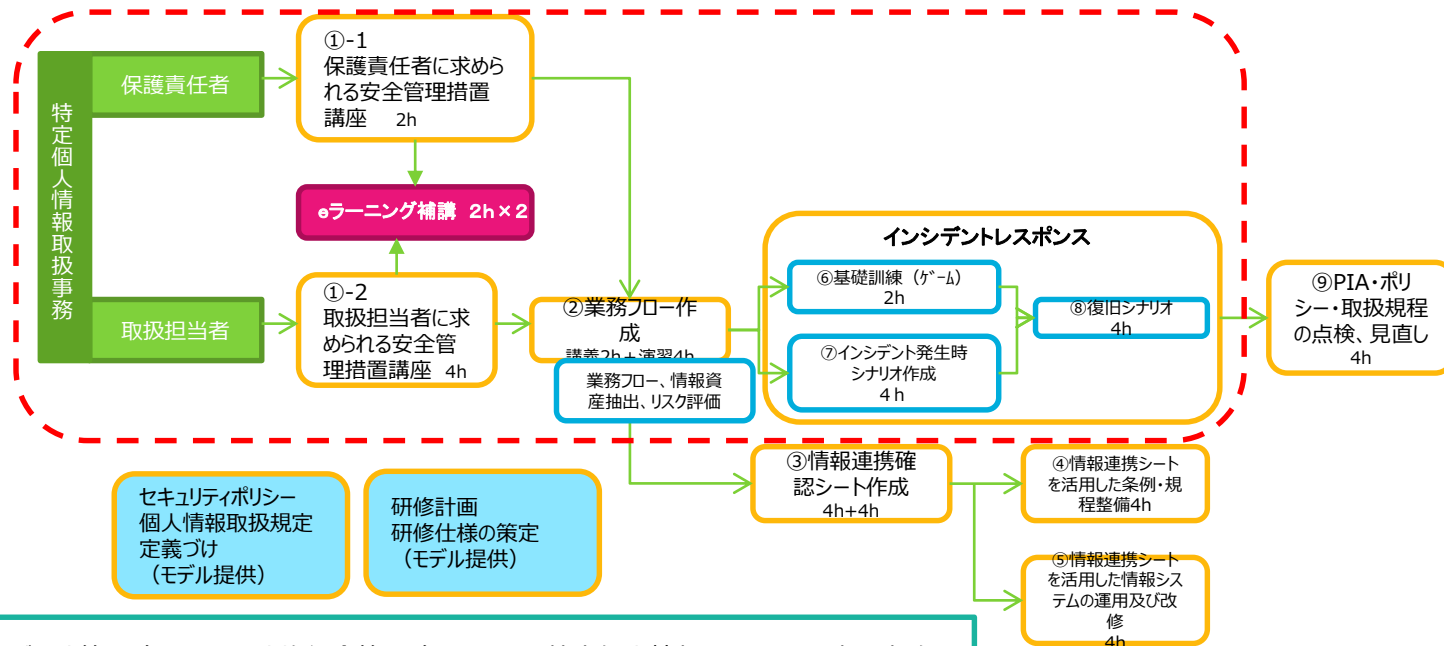 特定個人情報取扱事務
保護責任者
取扱担当者
①-1
保護責任者に求めら
れる安全管理措置
講座 2h
eラーニング補講 2h×2
①-2
取扱担当者に求
められる安全管
理措置講座 4h
②業務フロー作
成
講義2h+演習4h
業務フロー、情報資
産抽出、リスク評価
インシデントレスポンス
⑥基礎訓練（ゲーム）
2h
⑦インシデント発生時
シナリオ作成
4h
⑧復旧シナリオ
4h
⑨PIA・ポリ
シー・取扱規程
の点検、見直し
4h
③情報連携確
認シート作成
4h+4h
④情報連携シート
を活用した条例・規
程整備4h
⑤情報連携シート
を活用した情報シス
テムの運用及び改
修
4h
セキュリティポリシー
個人情報取扱規定
定義づけ
（モデル提供）
研修計画
研修仕様の策定
（モデル提供）